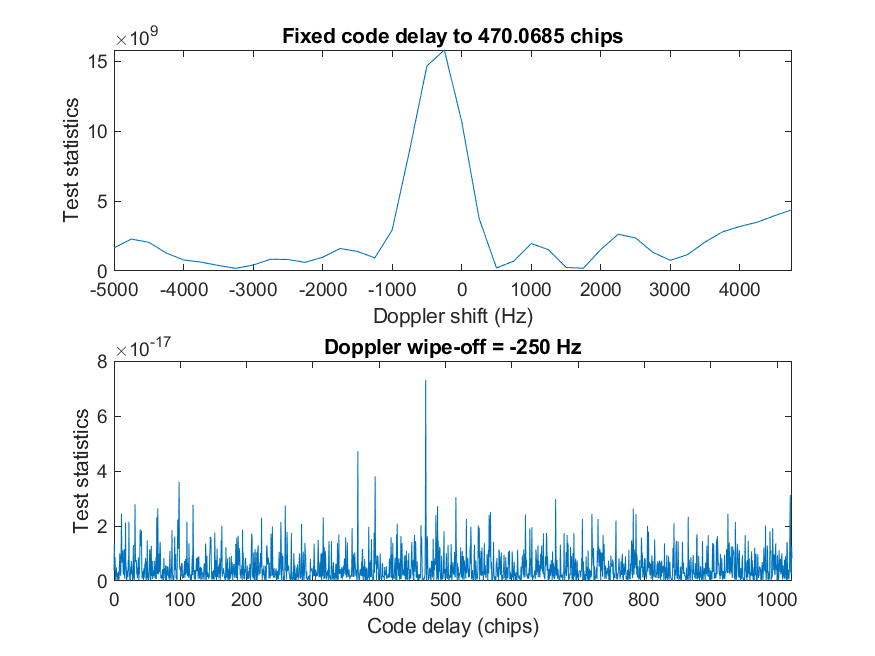 ×10⁹
Fixed code delay to 470.0685 chips
15
10
5
0
Test statistics
-5000 -4000 -3000 -2000 -1000 0 1000 2000 3000 4000
Doppler shift (Hz)
×10⁻¹⁷
Doppler wipe-off = -250 Hz
8
6
4
2
0
Test statistics
0 100 200 300 400 500 600 700 800 900 1000
Code delay (chips)